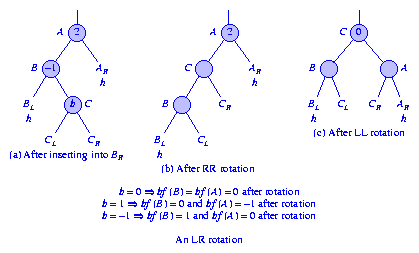 A 2
B −1 A_R
h
B_L b C
h
C_L C_R
(a) After inserting into B_R
A 2
C A_R
h
B C_R
B_L C_L
h
(b) After RR rotation
C 0
B A
B_L C_L C_R A_R
h h
(c) After LL rotation
b = 0 ⇒ bf (B) = bf (A) = 0 after rotation
b = 1 ⇒ bf (B) = 0 and bf (A) = −1 after rotation
b = −1 ⇒ bf (B) = 1 and bf (A) = 0 after rotation
An LR rotation